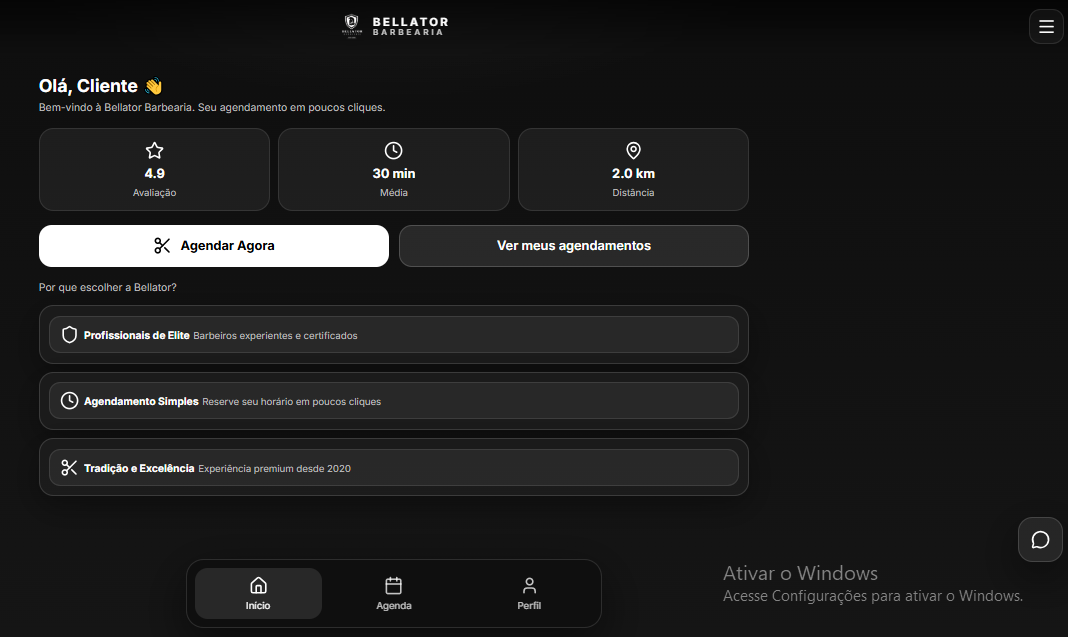 BELLATOR
BARBEARIA
BELLATOR
Olá, Cliente 👋
Bem-vindo à Bellator Barbearia. Seu agendamento em poucos cliques.
4.9
Avaliação
30 min
Média
2.0 km
Distância
Agendar Agora
Ver meus agendamentos
Por que escolher a Bellator?
Profissionais de Elite Barbeiros experientes e certificados
Agendamento Simples Reserve seu horário em poucos cliques
Tradição e Excelência Experiência premium desde 2020
Início
Agenda
Perfil
Ativar o Windows
Acesse Configurações para ativar o Windows.